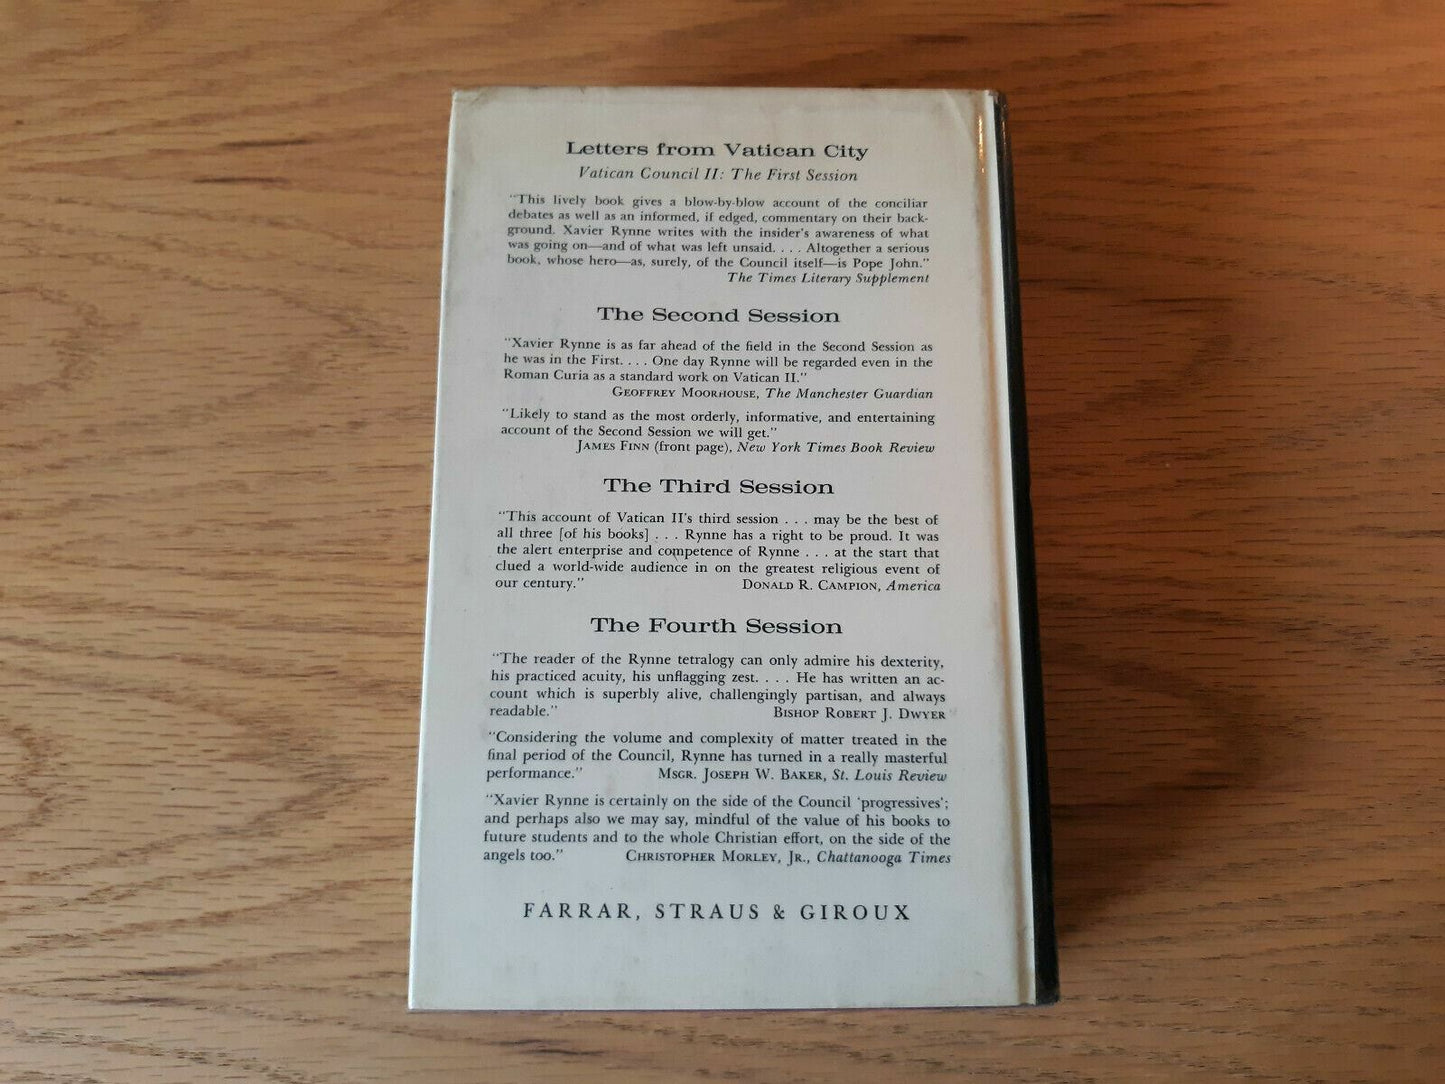 Letters from Vatican City
Vatican Council II: The First Session
"This lively book gives a blow-by-blow account of the conciliar
debates as well as an informed, if edged, commentary on their back-
ground. Xavier Rynne writes with the insider's awareness of what
was going on—and of what was left unsaid. . . . Altogether a serious
book, whose hero—as, surely, of the Council itself—is Pope John."
The Times Literary Supplement
The Second Session
"Xavier Rynne is as far ahead of the field in the Second Session as
he was in the First. . . . One day Rynne will be regarded even in the
Roman Curia as a standard work on Vatican II."
GEOFFREY MOORHOUSE, The Manchester Guardian
"Likely to stand as the most orderly, informative, and entertaining
account of the Second Session we will get."
JAMES FINN (front page), New York Times Book Review
The Third Session
"This account of Vatican II's third session . . . may be the best of
all three [of his books] . . . Rynne has a right to be proud. It was
the alert enterprise and competence of Rynne . . . at the start that
clued a world-wide audience in on the greatest religious event of
our century." DONALD R. CAMPION, America
The Fourth Session
"The reader of the Rynne tetralogy can only admire his dexterity,
his practiced acuity, his unflagging zest. . . . He has written an ac-
count which is superbly alive, challengingly partisan, and always
readable." BISHOP ROBERT J. DWYER
"Considering the volume and complexity of matter treated in the
final period of the Council, Rynne has turned in a really masterful
performance." MSGR. JOSEPH W. BAKER, St. Louis Review
"Xavier Rynne is certainly on the side of the Council 'progressives';
and perhaps also we may say, mindful of the value of his books to
future students and to the whole Christian effort, on the side of the
angels too." CHRISTOPHER MORLEY, JR., Chattanooga Times
FARRAR, STRAUS & GIROUX